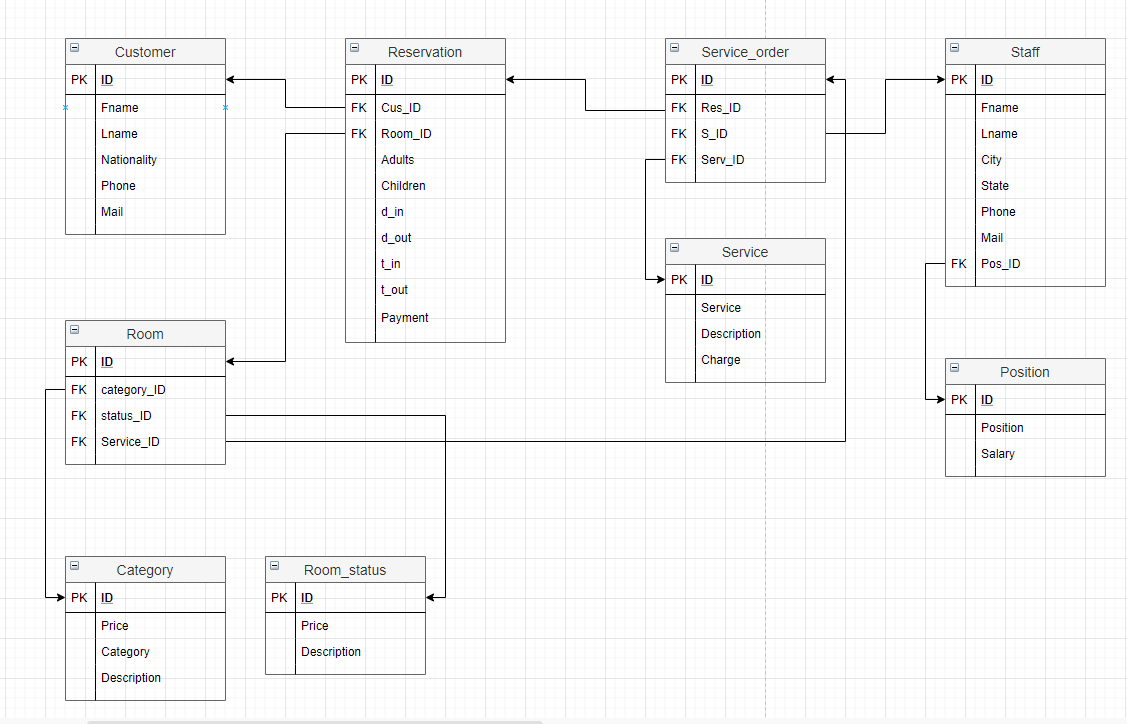 Customer
PK ID
Fname
Lname
Nationality
Phone
Mail
Reservation
PK ID
FK Cus_ID
FK Room_ID
Adults
Children
d_in
d_out
t_in
t_out
Payment
Service_order
PK ID
FK Res_ID
FK S_ID
FK Serv_ID
Staff
PK ID
Fname
Lname
City
State
Phone
Mail
FK Pos_ID
Service
PK ID
Service
Description
Charge
Room
PK ID
FK category_ID
FK status_ID
FK Service_ID
Position
PK ID
Position
Salary
Category
PK ID
Price
Category
Description
Room_status
PK ID
Price
Description